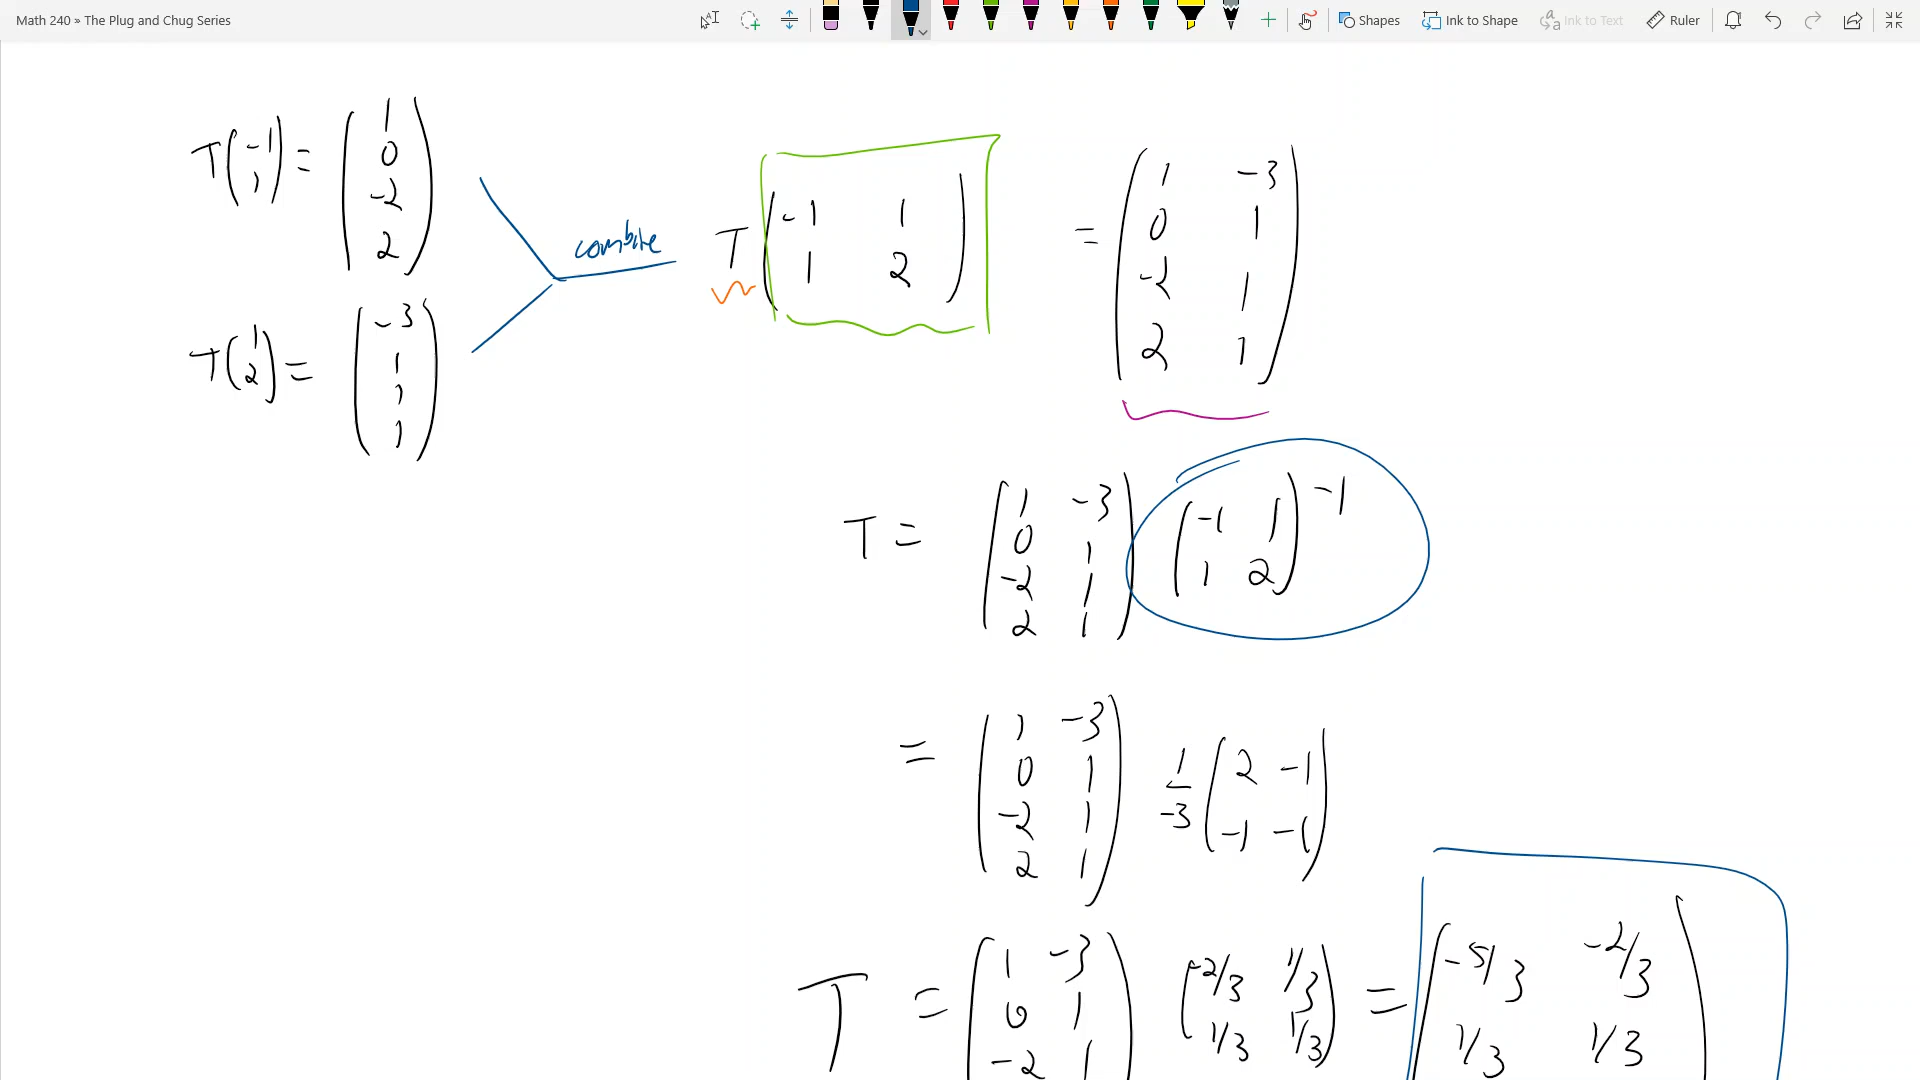 Math 240 » The Plug and Chug Series
Shapes
Ink to Shape
Ink to Text
Ruler
T(-1 1) = (1 0 -2 2)
T(1 2) = (-3 1 1 1)
combine
T(-1 1
1 2)
= (1 -3
0 1
-2 1
2 1)
T = (1 -3
0 1
-2 1
2 1) (-1 1
1 2)^-1
= (1 -3
0 1
-2 1
2 1) 1/-3 (2 -1
-1 -1)
T = (1 -3
0 1
-2 1 (-2/3 1/3
1/3 1/3) = (-5/3 -2/3
1/3 1/3